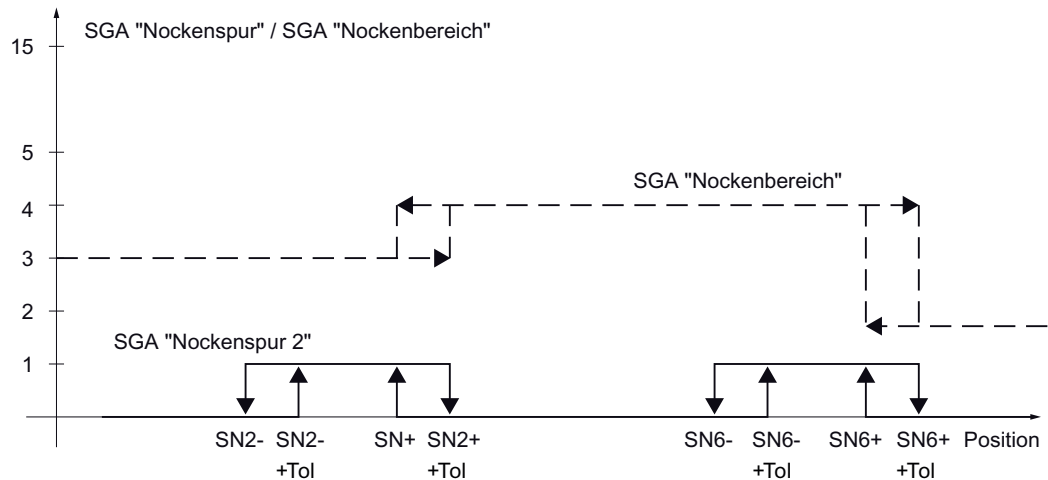 SGA "Nockenspur" / SGA "Nockenbereich"
15
5
SGA "Nockenbereich"
4
3
2
SGA "Nockenspur 2"
1
SN2- SN2- SN+ SN2+ SN6- SN6- SN6+ SN6+ Position
+Tol +Tol +Tol +Tol